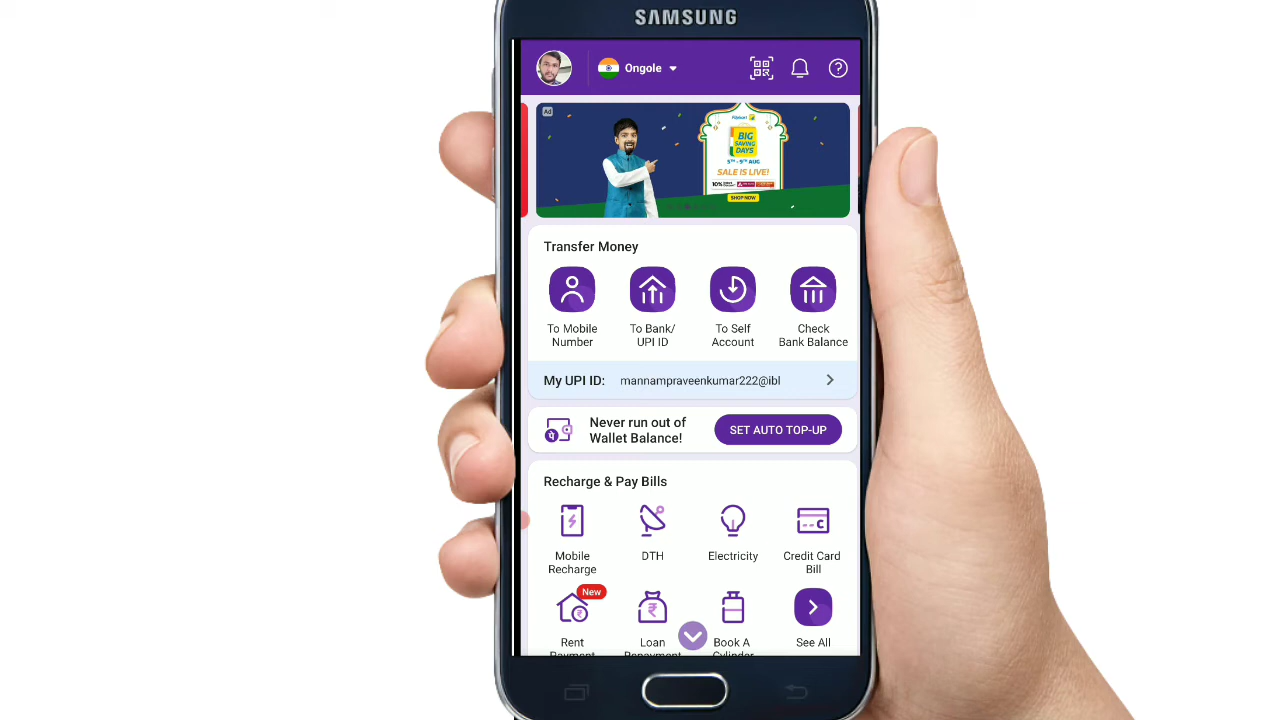 SAMSUNG
Ongole
Ad
Flipkart
BIG
SAVING
DAYS
5TH - 9TH AUG
SALE IS LIVE!
10%
SHOP NOW
Transfer Money
To Mobile
Number
To Bank/
UPI ID
To Self
Account
Check
Bank Balance
My UPI ID: mannampraveenkumar222@ibl
Never run out of
Wallet Balance!
SET AUTO TOP-UP
Recharge & Pay Bills
Mobile
Recharge
DTH
Electricity
Credit Card
Bill
New
Rent
Payment
Loan
Repayment
Book A
Cylinder
See All